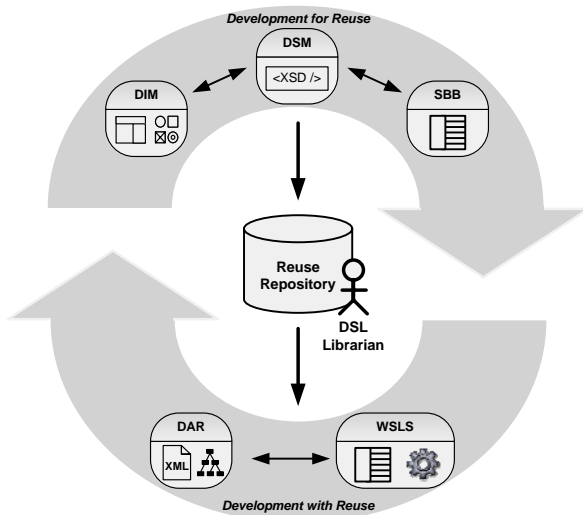 Development for Reuse
DSM
<XSD />
DIM
SBB
Reuse
Repository
DSL
Librarian
DAR
XML
WSLS
Development with Reuse